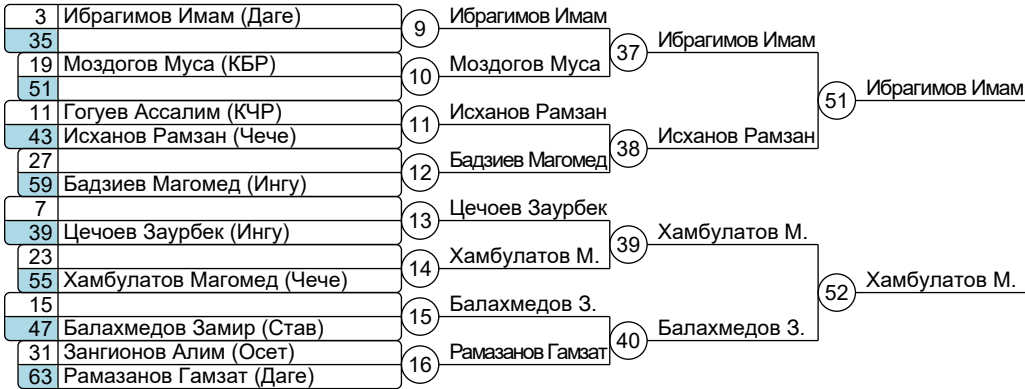 3 Ибрагимов Имам (Даге)
35
19 Моздогов Муса (КБР)
51
11 Гогуев Ассалим (КЧР)
43 Исханов Рамзан (Чече)
27
59 Бадзиев Магомед (Ингу)
7
39 Цечоев Заурбек (Ингу)
23
55 Хамбулатов Магомед (Чече)
15
47 Балахмедов Замир (Став)
31 Зангионов Алим (Осет)
63 Рамазанов Гамзат (Даге)
9 Ибрагимов Имам
10 Моздогов Муса
11 Исханов Рамзан
12 Бадзиев Магомед
13 Цечоев Заурбек
14 Хамбулатов М.
15 Балахмедов З.
16 Рамазанов Гамзат
37 Ибрагимов Имам
38 Исханов Рамзан
39 Хамбулатов М.
40 Балахмедов З.
51 Ибрагимов Имам
52 Хамбулатов М.